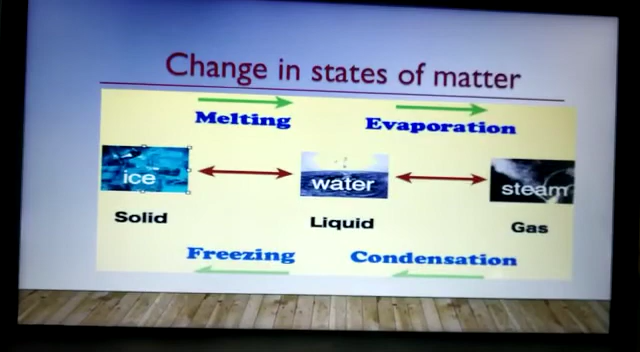 Change in states of matter
Melting
Evaporation
ice
water
steam
Solid
Liquid
Gas
Freezing
Condensation